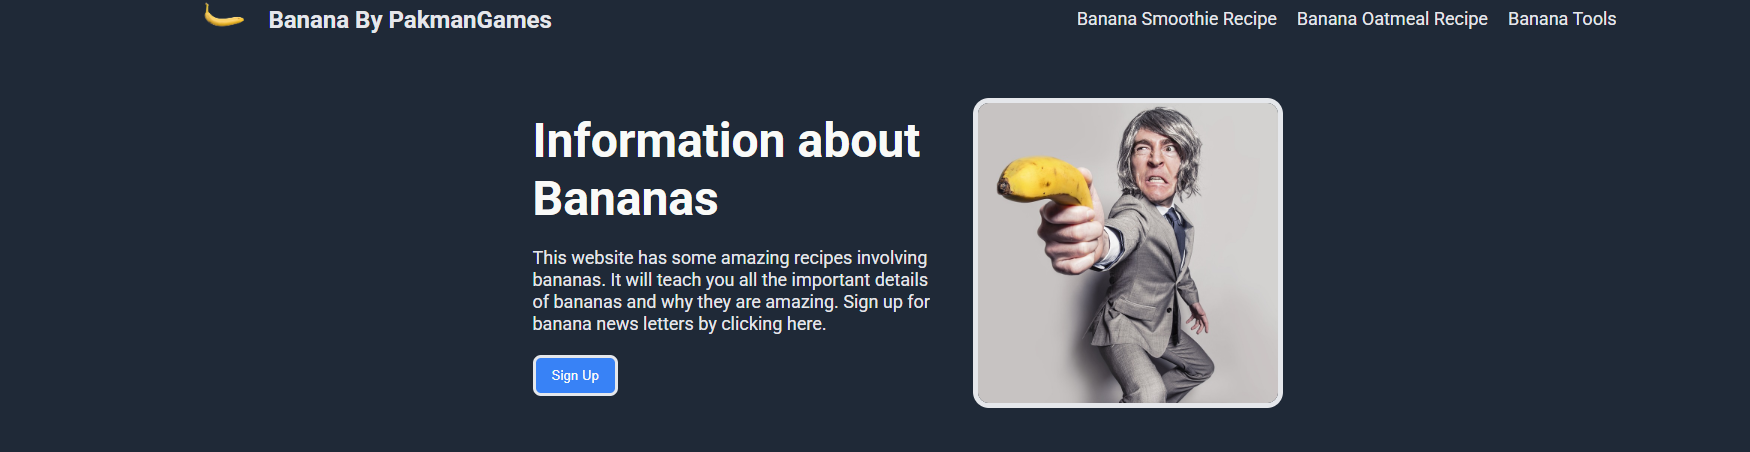 Banana By PakmanGames
Banana Smoothie Recipe Banana Oatmeal Recipe Banana Tools
Information about
Bananas
This website has some amazing recipes involving
bananas. It will teach you all the important details
of bananas and why they are amazing. Sign up for
banana news letters by clicking here.
Sign Up